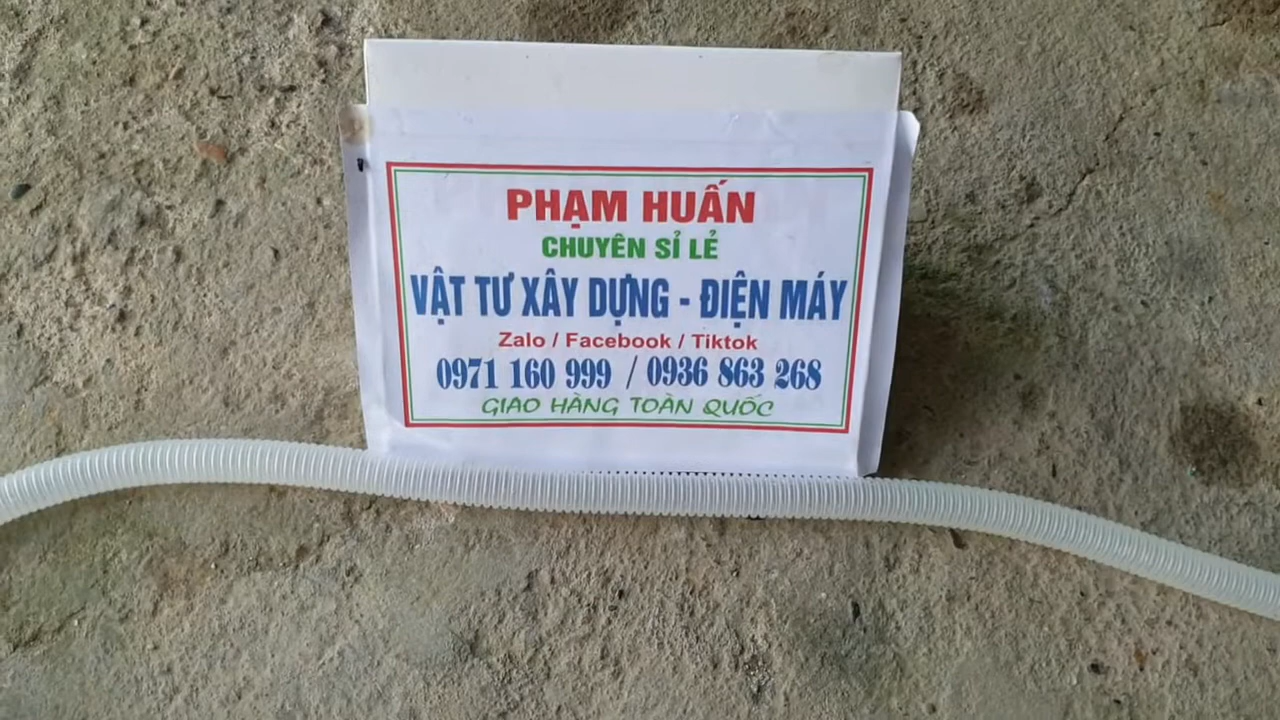 PHẠM HUẤN
CHUYÊN SỈ LẺ
VẬT TƯ XÂY DỰNG - ĐIỆN MÁY
Zalo / Facebook / Tiktok
0971 160 999 / 0936 863 268
GIAO HÀNG TOÀN QUỐC